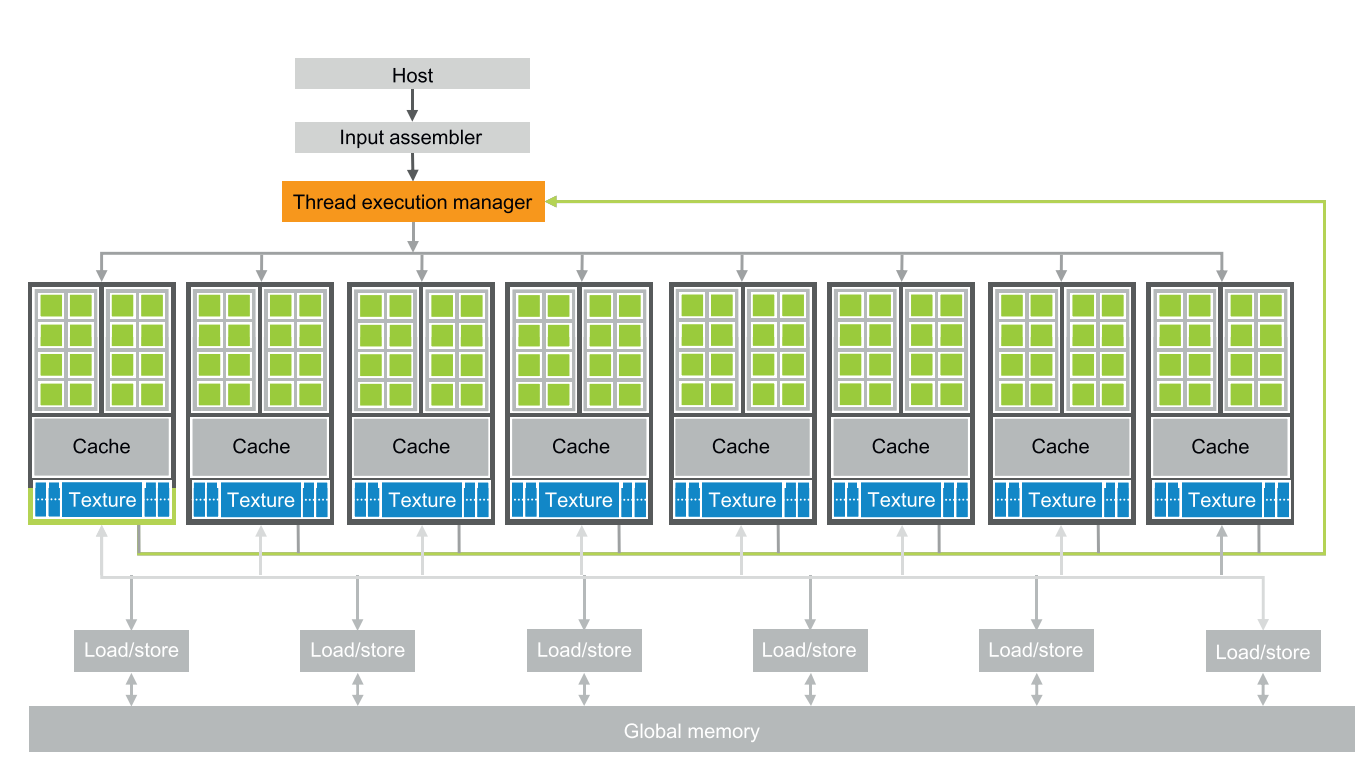 Host
Input assembler
Thread execution manager
Cache
Cache
Cache
Cache
Cache
Cache
Cache
Cache
Texture
Texture
Texture
Texture
Texture
Texture
Texture
Texture
Load/store
Load/store
Load/store
Load/store
Load/store
Load/store
Global memory